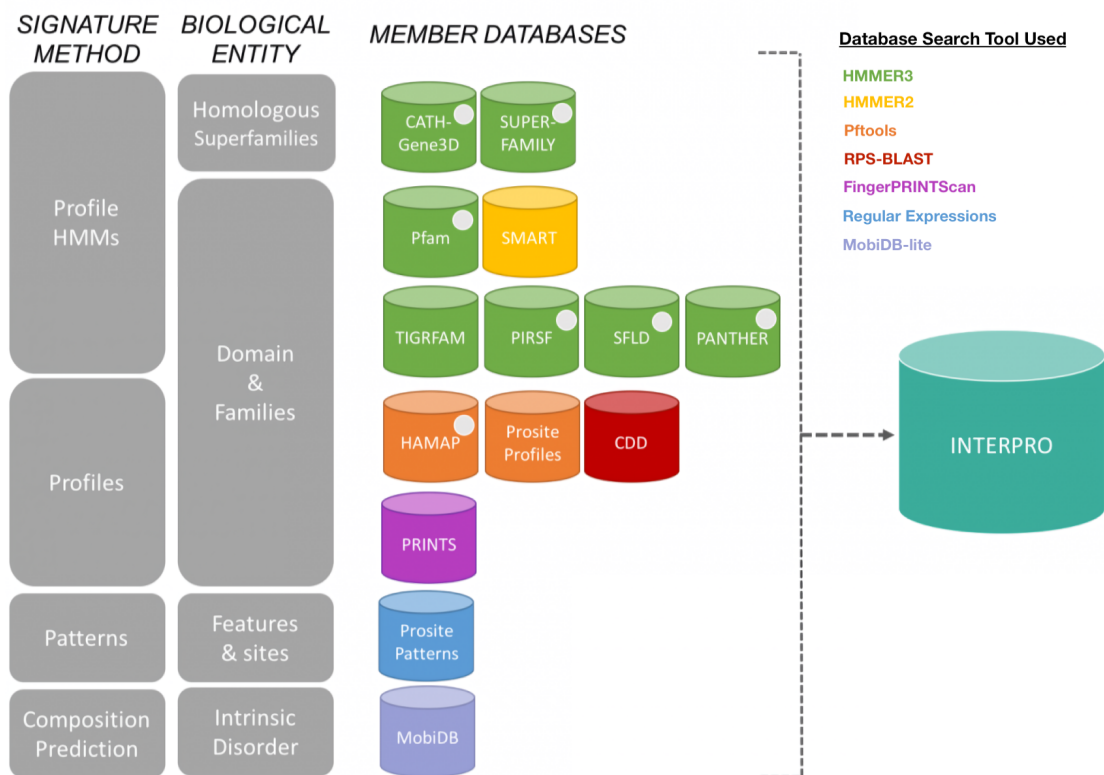 SIGNATURE
METHOD
BIOLOGICAL
ENTITY
MEMBER DATABASES
Database Search Tool Used
HMMER3
HMMER2
Pftools
RPS-BLAST
FingerPRINTScan
Regular Expressions
MobiDB-lite
Profile
HMMs
Profiles
Patterns
Composition
Prediction
Homologous
Superfamilies
Domain
&
Families
Features
& sites
Intrinsic
Disorder
CATH-
Gene3D
SUPER-
FAMILY
Pfam
SMART
TIGRFAM
PIRSF
SFLD
PANTHER
HAMAP
Prosite
Profiles
CDD
PRINTS
Prosite
Patterns
MobiDB
INTERPRO